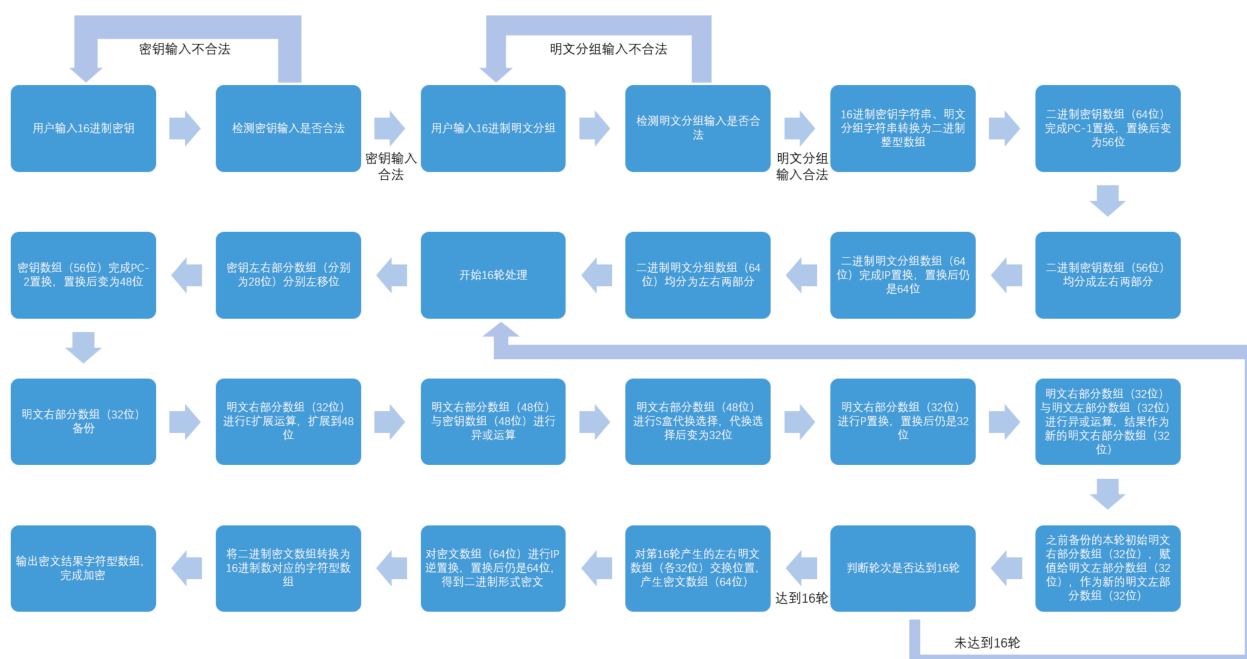 密钥输入不合法
明文分组输入不合法
用户输入16进制密钥
检测密钥输入是否合法
密钥输入
合法
用户输入16进制明文分组
检测明文分组输入是否合
法
明文分组
输入合法
16进制密钥字符串、明文
分组字符串转换为二进制
整型数组
二进制密钥数组（64位）
完成PC-1置换，置换后变
为56位
密钥数组（56位）完成PC-
2置换，置换后变为48位
密钥左右部分数组（分别
为28位）分别左移位
开始16轮处理
二进制明文分组数组（64
位）均分为左右两部分
二进制明文分组数组（64
位）完成IP置换，置换后仍
是64位
二进制密钥数组（56位）
均分成左右两部分
明文右部分数组（32位）
备份
明文右部分数组（32位）
进行E扩展运算，扩展到48
位
明文右部分数组（48位）
与密钥数组（48位）进行
异或运算
明文右部分数组（48位）
进行S盒代换选择，代换选
择后变为32位
明文右部分数组（32位）
进行P置换，置换后仍是32
位
明文右部分数组（32位）
与明文左部分数组（32位）
进行异或运算，结果作为
新的明文右部分数组（32
位）
输出密文结果字符型数组，
完成加密
将二进制密文数组转换为
16进制数对应的字符型数
组
对密文数组（64位）进行IP
逆置换，置换后仍是64位，
得到二进制形式密文
对第16轮产生的左右明文
数组（各32位）交换位置，
产生密文数组（64位）
达到16轮
判断轮次是否达到16轮
之前备份的本轮初始明文
右部分数组（32位），赋
值给明文左部分数组（32
位），作为新的明文左部
分数组（32位）
未达到16轮